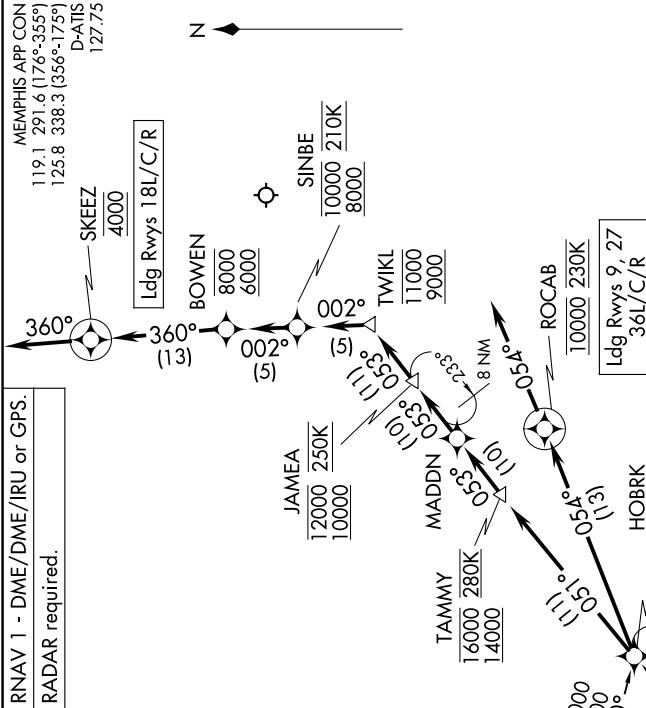 RNAV 1 - DME/DME/IRU or GPS.
RADAR required.
MEMPHIS APP CON
119.1 291.6 (176°-355°)
125.8 338.3 (356°-175°)
D-ATIS
127.75
N
360°
SKEEZ
4000
Ldg Rwys 18L/C/R
360°
(13)
BOWEN
8000
6000
002°
(5)
SINBE
10000 210K
8000
002°
(5)
TWIKL
11000
9000
053°
(11)
JAMEA
12000 250K
10000
233°
8 NM
053°
(10)
MADDN
053°
(10)
TAMMY
16000 280K
14000
051°
(11)
054°
ROCAB
10000 230K
Ldg Rwys 9, 27
36L/C/R
054°
(13)
HOBRK